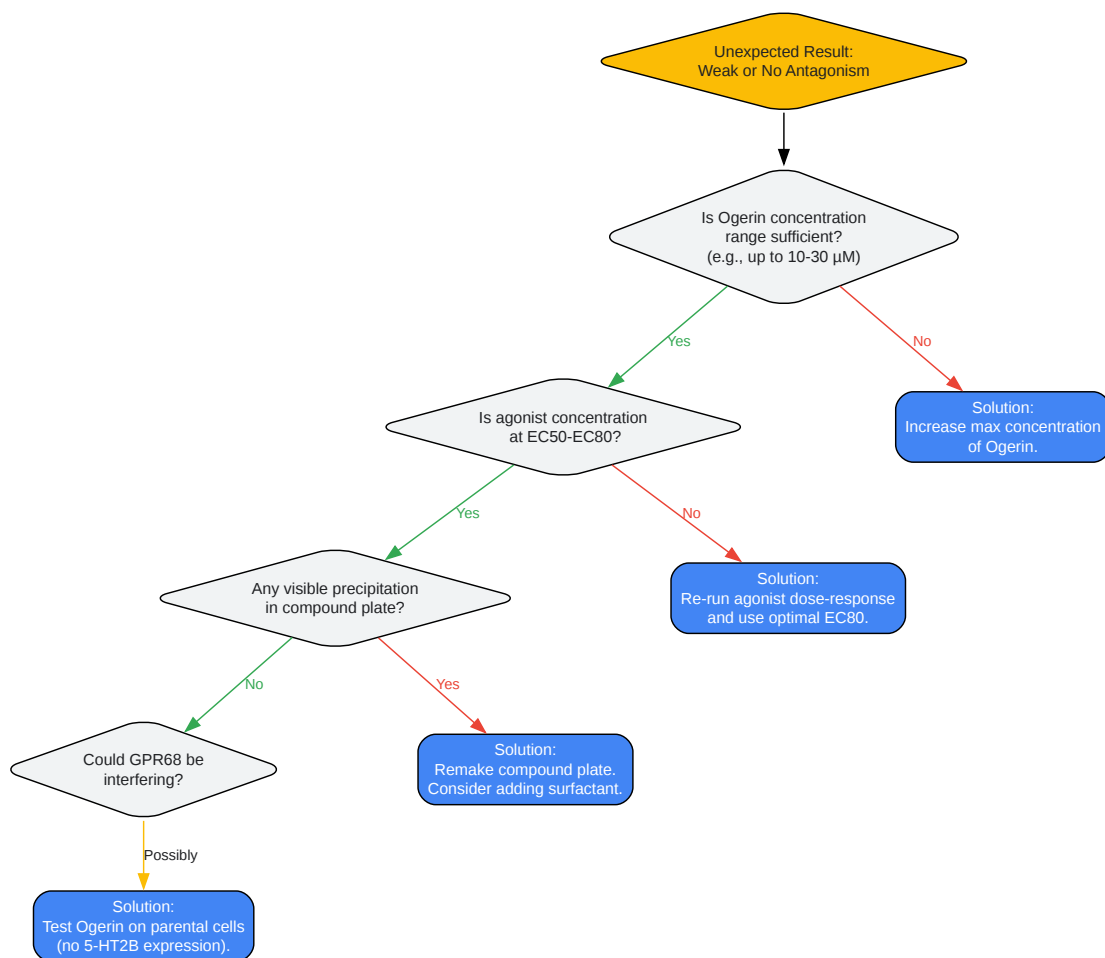 Unexpected Result:
Weak or No Antagonism
Is Ogerin concentration
range sufficient?
(e.g., up to 10-30 µM)
Yes
No
Is agonist concentration
at EC50-EC80?
Solution:
Increase max concentration
of Ogerin.
Yes
No
Any visible precipitation
in compound plate?
Solution:
Re-run agonist dose-response
and use optimal EC80.
No
Yes
Could GPR68 be
interfering?
Solution:
Remake compound plate.
Consider adding surfactant.
Possibly
Solution:
Test Ogerin on parental cells
(no 5-HT2B expression).